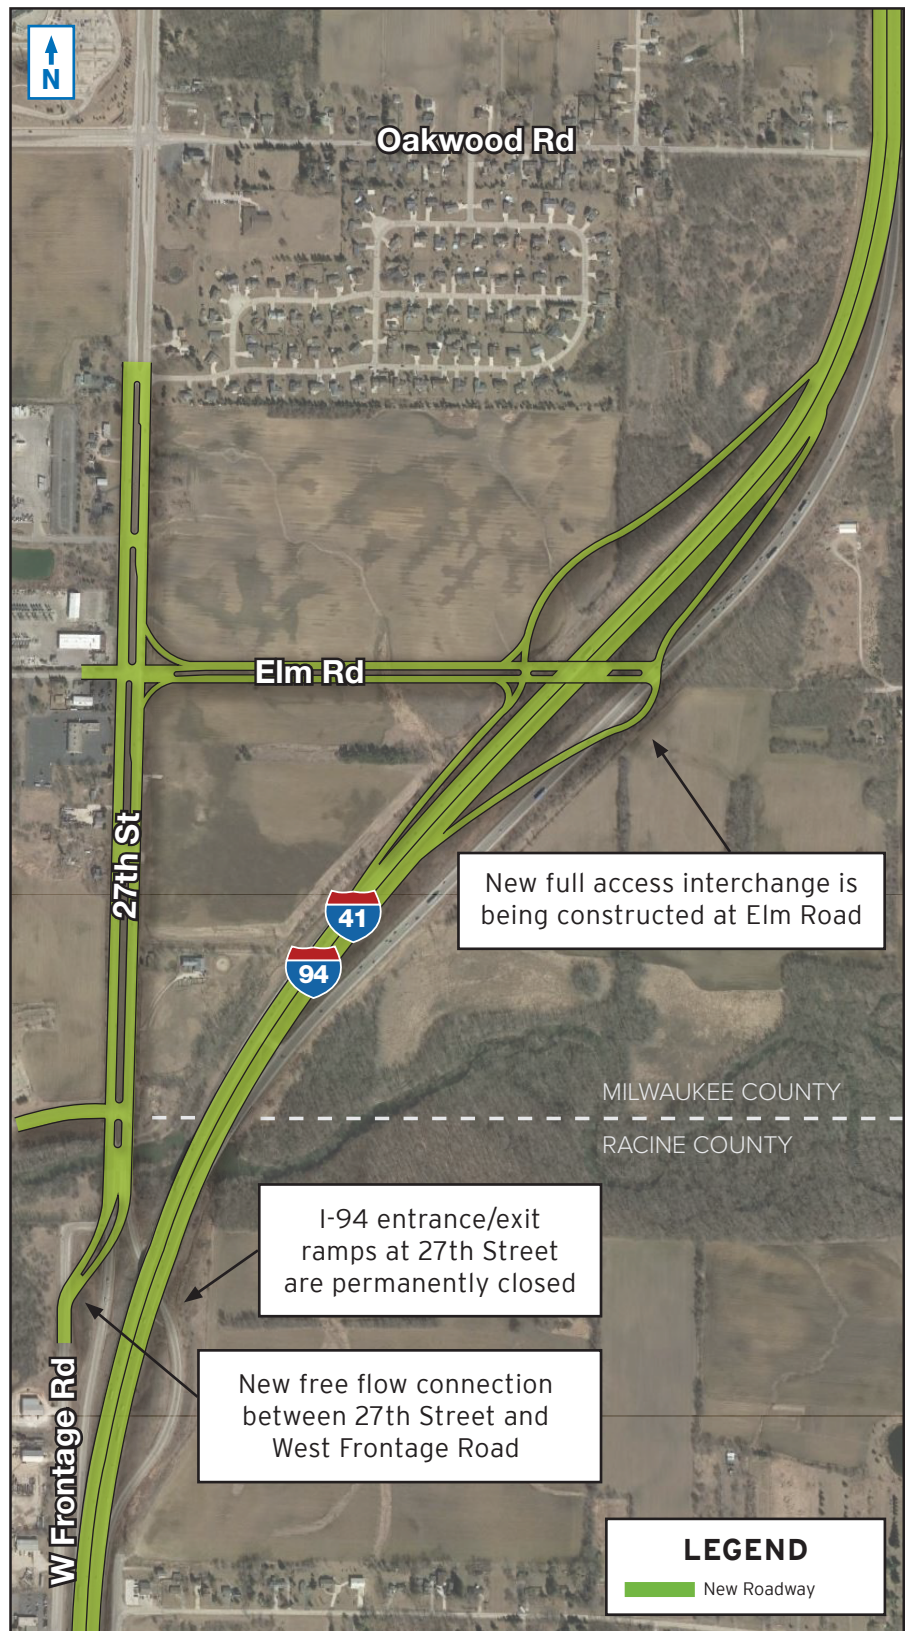 N
Oakwood Rd
Elm Rd
27th St
New full access interchange is
being constructed at Elm Road
41
94
MILWAUKEE COUNTY
RACINE COUNTY
I-94 entrance/exit
ramps at 27th Street
are permanently closed
New free flow connection
between 27th Street and
West Frontage Road
W Frontage Rd
LEGEND
New Roadway